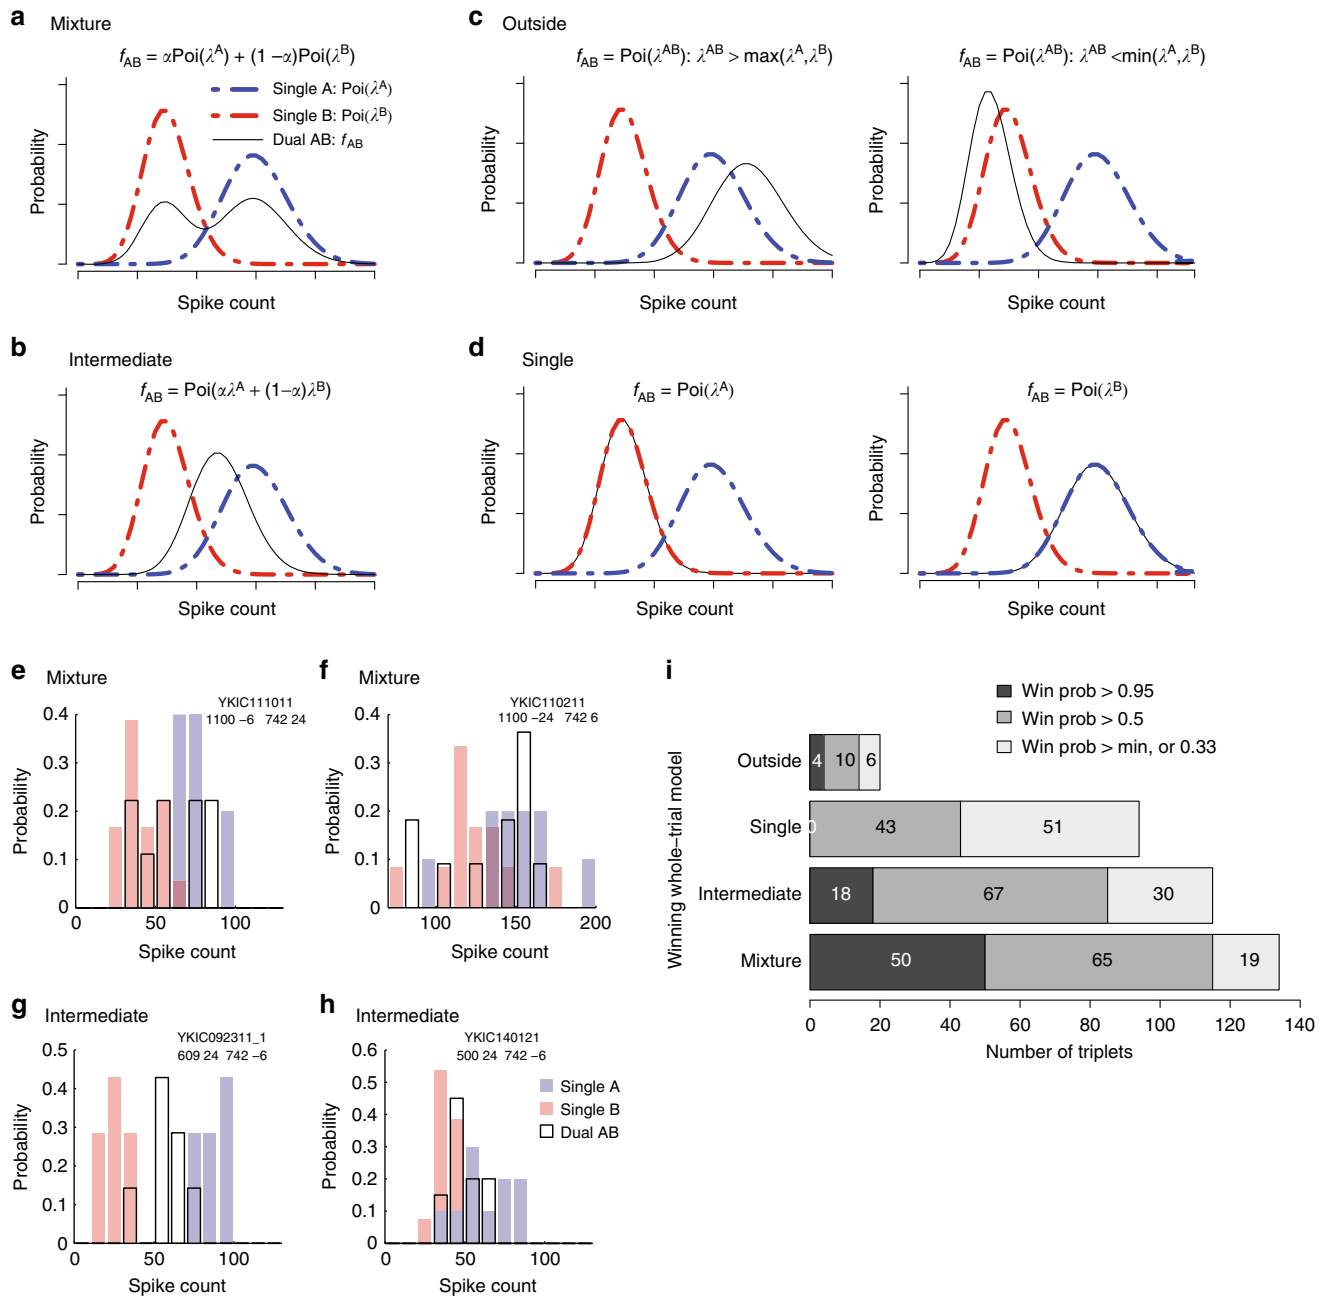 a Mixture
f_AB = αPoi(λ^A) + (1 −α)Poi(λ^B)
Single A: Poi(λ^A)
Single B: Poi(λ^B)
Dual AB: f_AB
Probability
Spike count
c Outside
f_AB = Poi(λ^AB): λ^AB > max(λ^A,λ^B)
Probability
Spike count
f_AB = Poi(λ^AB): λ^AB <min(λ^A,λ^B)
Probability
Spike count
b Intermediate
f_AB = Poi(αλ^A + (1−α)λ^B)
Probability
Spike count
d Single
f_AB = Poi(λ^A)
Probability
Spike count
f_AB = Poi(λ^B)
Probability
Spike count
e Mixture
YKIC111011
1100 −6 742 24
0.4
0.3
0.2
0.1
0
Probability
0 50 100
Spike count
f Mixture
YKIC110211
1100 −24 742 6
0.4
0.3
0.2
0.1
0
Probability
100 150 200
Spike count
g Intermediate
YKIC092311_1
609 24 742 −6
0.5
0.4
0.3
0.2
0.1
0
Probability
0 50 100
Spike count
h Intermediate
YKIC140121
500 24 742 −6
0.6
0.5
0.4
0.3
0.2
0.1
0
Probability
Single A
Single B
Dual AB
0 50 100
Spike count
i
Win prob > 0.95
Win prob > 0.5
Win prob > min, or 0.33
Winning whole−trial model
Outside 4 10 6
Single 0 43 51
Intermediate 18 67 30
Mixture 50 65 19
0 20 40 60 80 100 120 140
Number of triplets